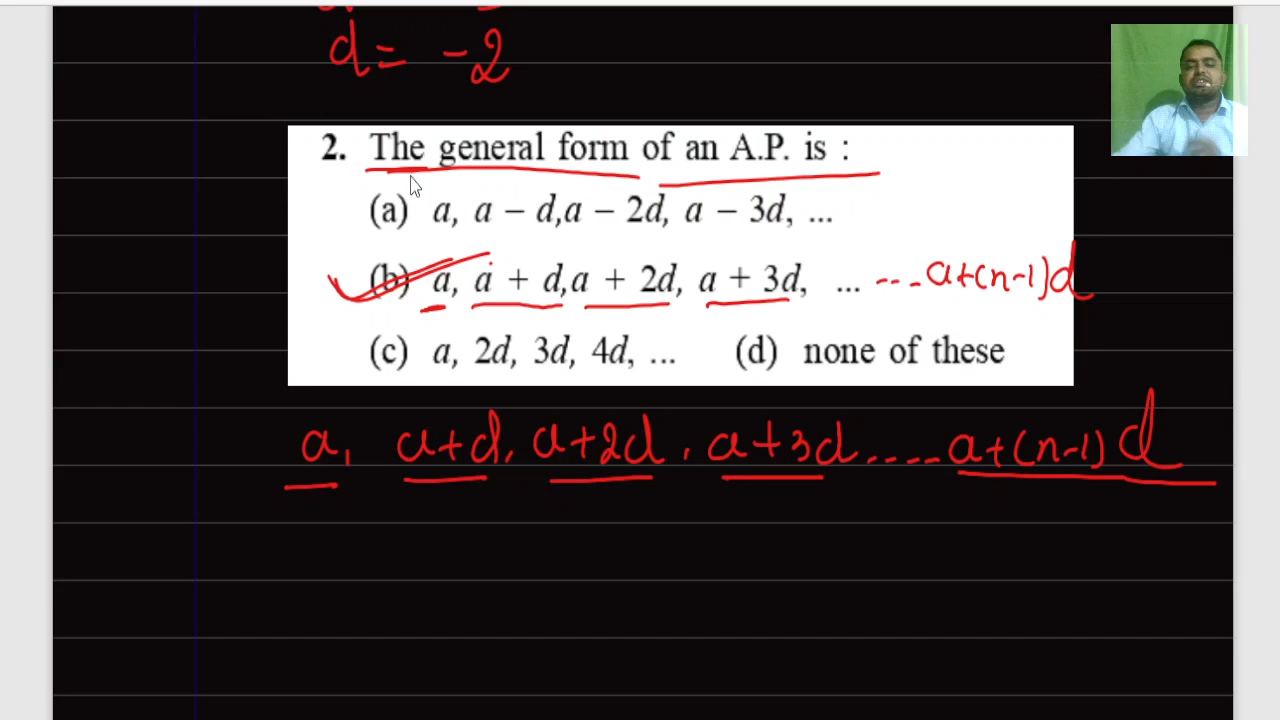 d = -2
2. The general form of an A.P. is :
(a) a, a – d,a – 2d, a – 3d, ...
(b) a, a + d,a + 2d, a + 3d, ... ---a+(n-1)d
(c) a, 2d, 3d, 4d, ... (d) none of these
a, a+d, a+2d, a+3d.....a+(n-1)d